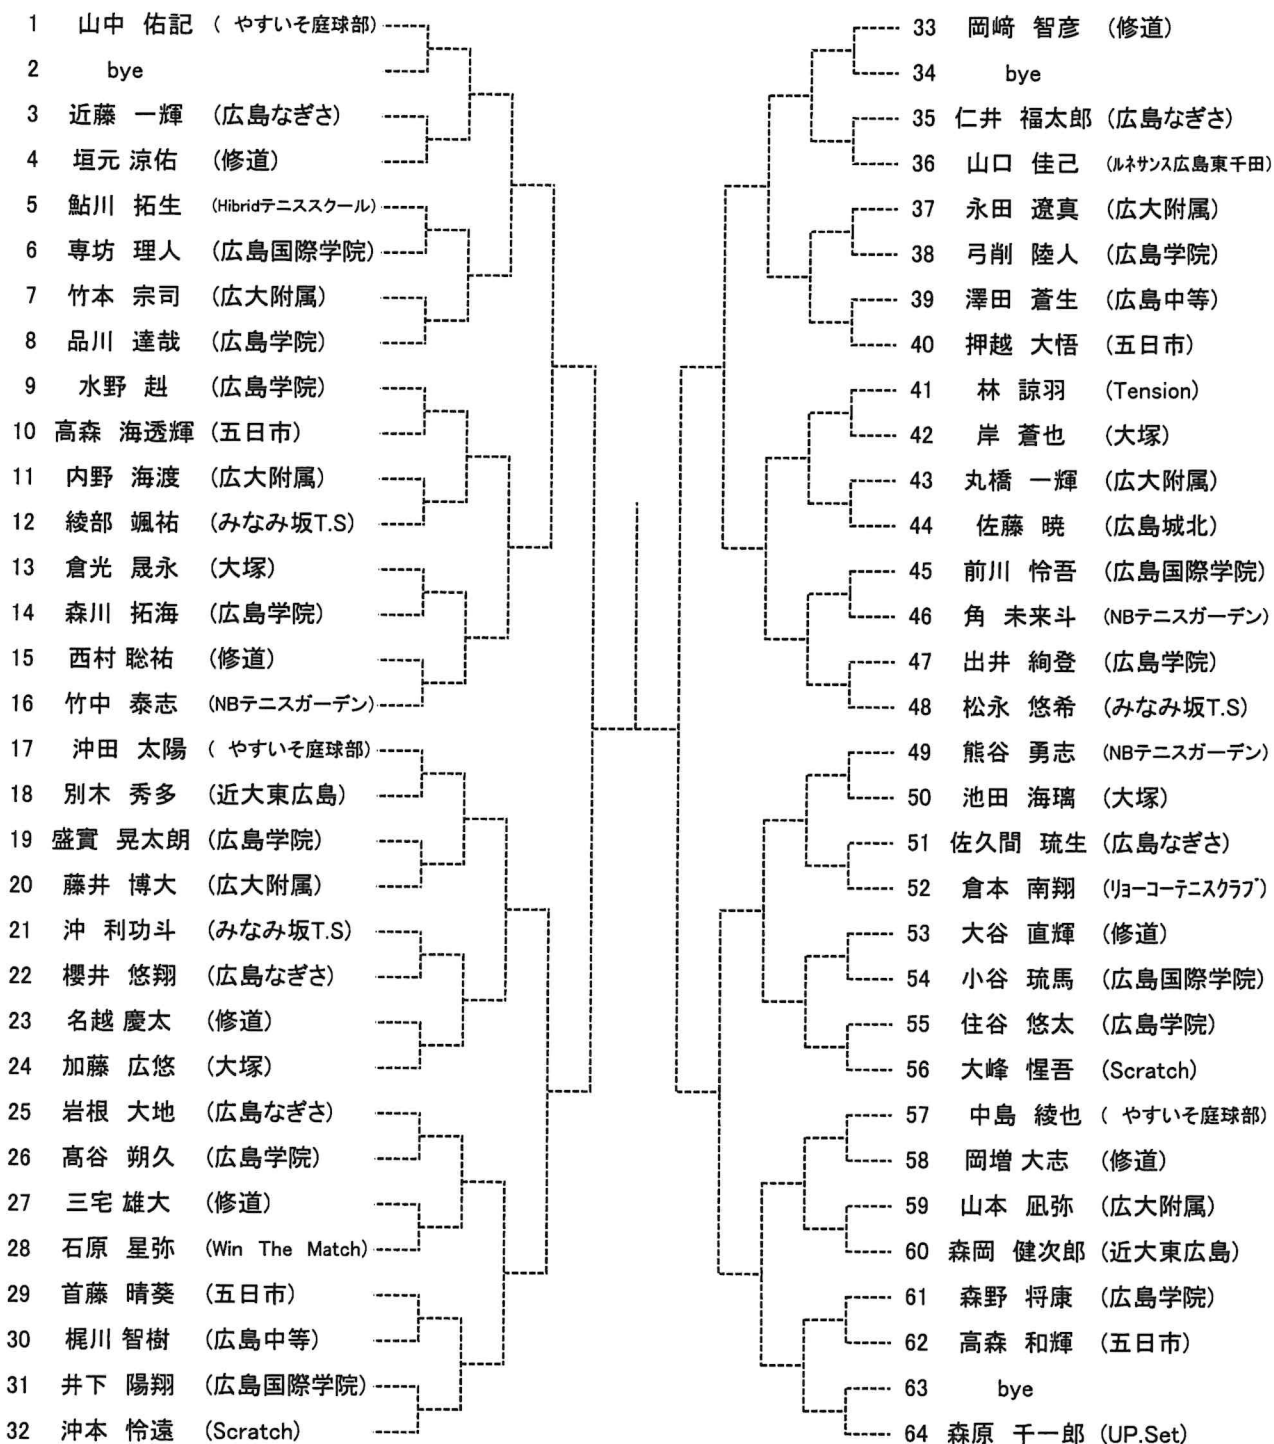 1 山中 佑記 ( やすいそ庭球部)
2 bye
3 近藤 一輝 (広島なぎさ)
4 垣元 涼佑 (修道)
5 鮎川 拓生 (Hibridテニススクール)
6 専坊 理人 (広島国際学院)
7 竹本 宗司 (広大附属)
8 品川 達哉 (広島学院)
9 水野 赳 (広島学院)
10 高森 海透輝 (五日市)
11 内野 海渡 (広大附属)
12 綾部 颯祐 (みなみ坂T.S)
13 倉光 晟永 (大塚)
14 森川 拓海 (広島学院)
15 西村 聡祐 (修道)
16 竹中 泰志 (NBテニスガーデン)
17 沖田 太陽 ( やすいそ庭球部)
18 別木 秀多 (近大東広島)
19 盛實 晃太朗 (広島学院)
20 藤井 博大 (広大附属)
21 沖 利功斗 (みなみ坂T.S)
22 櫻井 悠翔 (広島なぎさ)
23 名越 慶太 (修道)
24 加藤 広悠 (大塚)
25 岩根 大地 (広島なぎさ)
26 髙谷 朔久 (広島学院)
27 三宅 雄大 (修道)
28 石原 星弥 (Win The Match)
29 首藤 晴葵 (五日市)
30 梶川 智樹 (広島中等)
31 井下 陽翔 (広島国際学院)
32 沖本 怜遠 (Scratch)
33 岡﨑 智彦 (修道)
34 bye
35 仁井 福太郎 (広島なぎさ)
36 山口 佳己 (ルネサンス広島東千田)
37 永田 遼真 (広大附属)
38 弓削 陸人 (広島学院)
39 澤田 蒼生 (広島中等)
40 押越 大悟 (五日市)
41 林 諒羽 (Tension)
42 岸 蒼也 (大塚)
43 丸橋 一輝 (広大附属)
44 佐藤 暁 (広島城北)
45 前川 怜吾 (広島国際学院)
46 角 未来斗 (NBテニスガーデン)
47 出井 絢登 (広島学院)
48 松永 悠希 (みなみ坂T.S)
49 熊谷 勇志 (NBテニスガーデン)
50 池田 海璃 (大塚)
51 佐久間 琉生 (広島なぎさ)
52 倉本 南翔 (リョーコーテニスクラブ)
53 大谷 直輝 (修道)
54 小谷 琉馬 (広島国際学院)
55 住谷 悠太 (広島学院)
56 大峰 惺吾 (Scratch)
57 中島 綾也 ( やすいそ庭球部)
58 岡増 大志 (修道)
59 山本 凪弥 (広大附属)
60 森岡 健次郎 (近大東広島)
61 森野 将康 (広島学院)
62 高森 和輝 (五日市)
63 bye
64 森原 千一郎 (UP.Set)